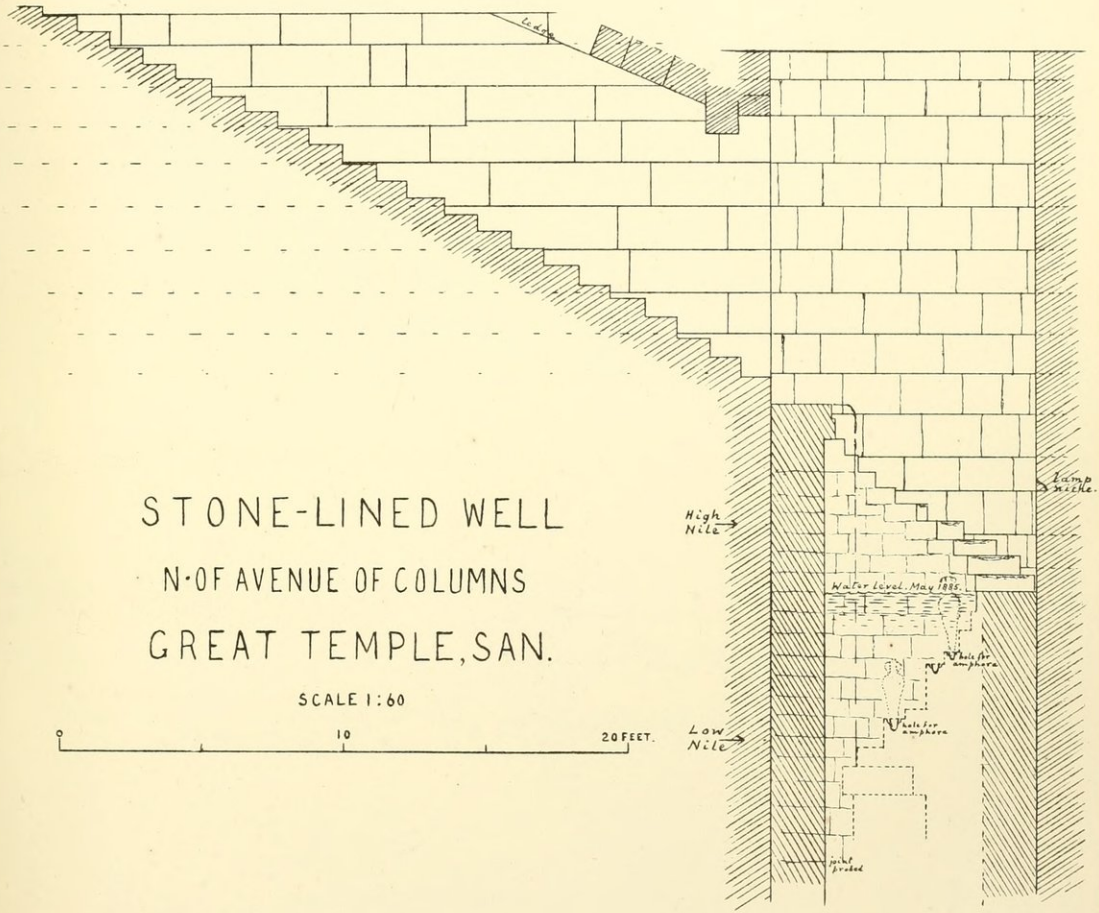 ledge
STONE-LINED WELL
N. OF AVENUE OF COLUMNS
GREAT TEMPLE, SAN.
SCALE 1:60
0 10 20 FEET.
High
Nile
Low
Nile
Lamp
niche.
Water level. May 1885.
hole for
amphora
hole for
amphora
joint
probed